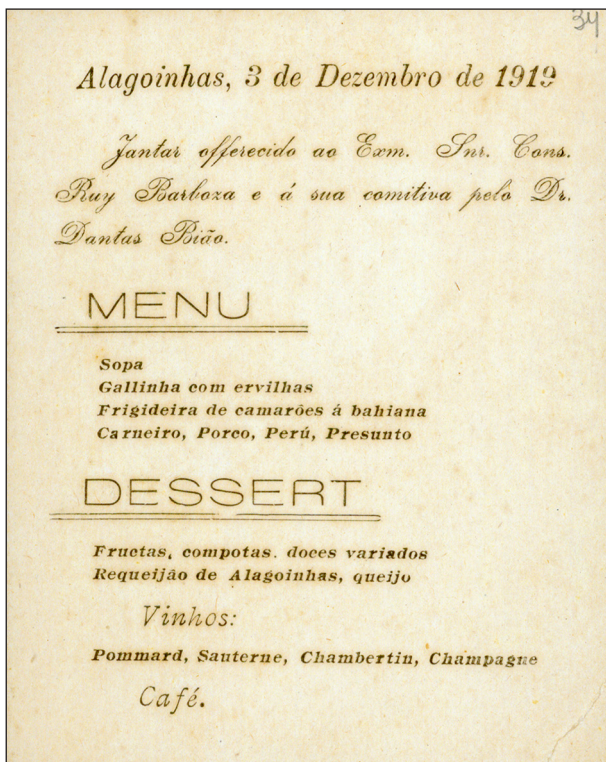 34
Alagoinhas, 3 de Dezembro de 1919
Jantar offerecido ao Exm. Snr. Cons.
Ruy Barboza e á sua comitiva pelo Dr.
Dantas Bião.
MENU
Sopa
Gallinha com ervilhas
Frigideira de camarões á bahiana
Carneiro, Porco, Perú, Presunto
DESSERT
Fructas, compotas. doces variados
Requeijão de Alagoinhas, queijo
Vinhos:
Pommard, Sauterne, Chambertin, Champagne
Café.